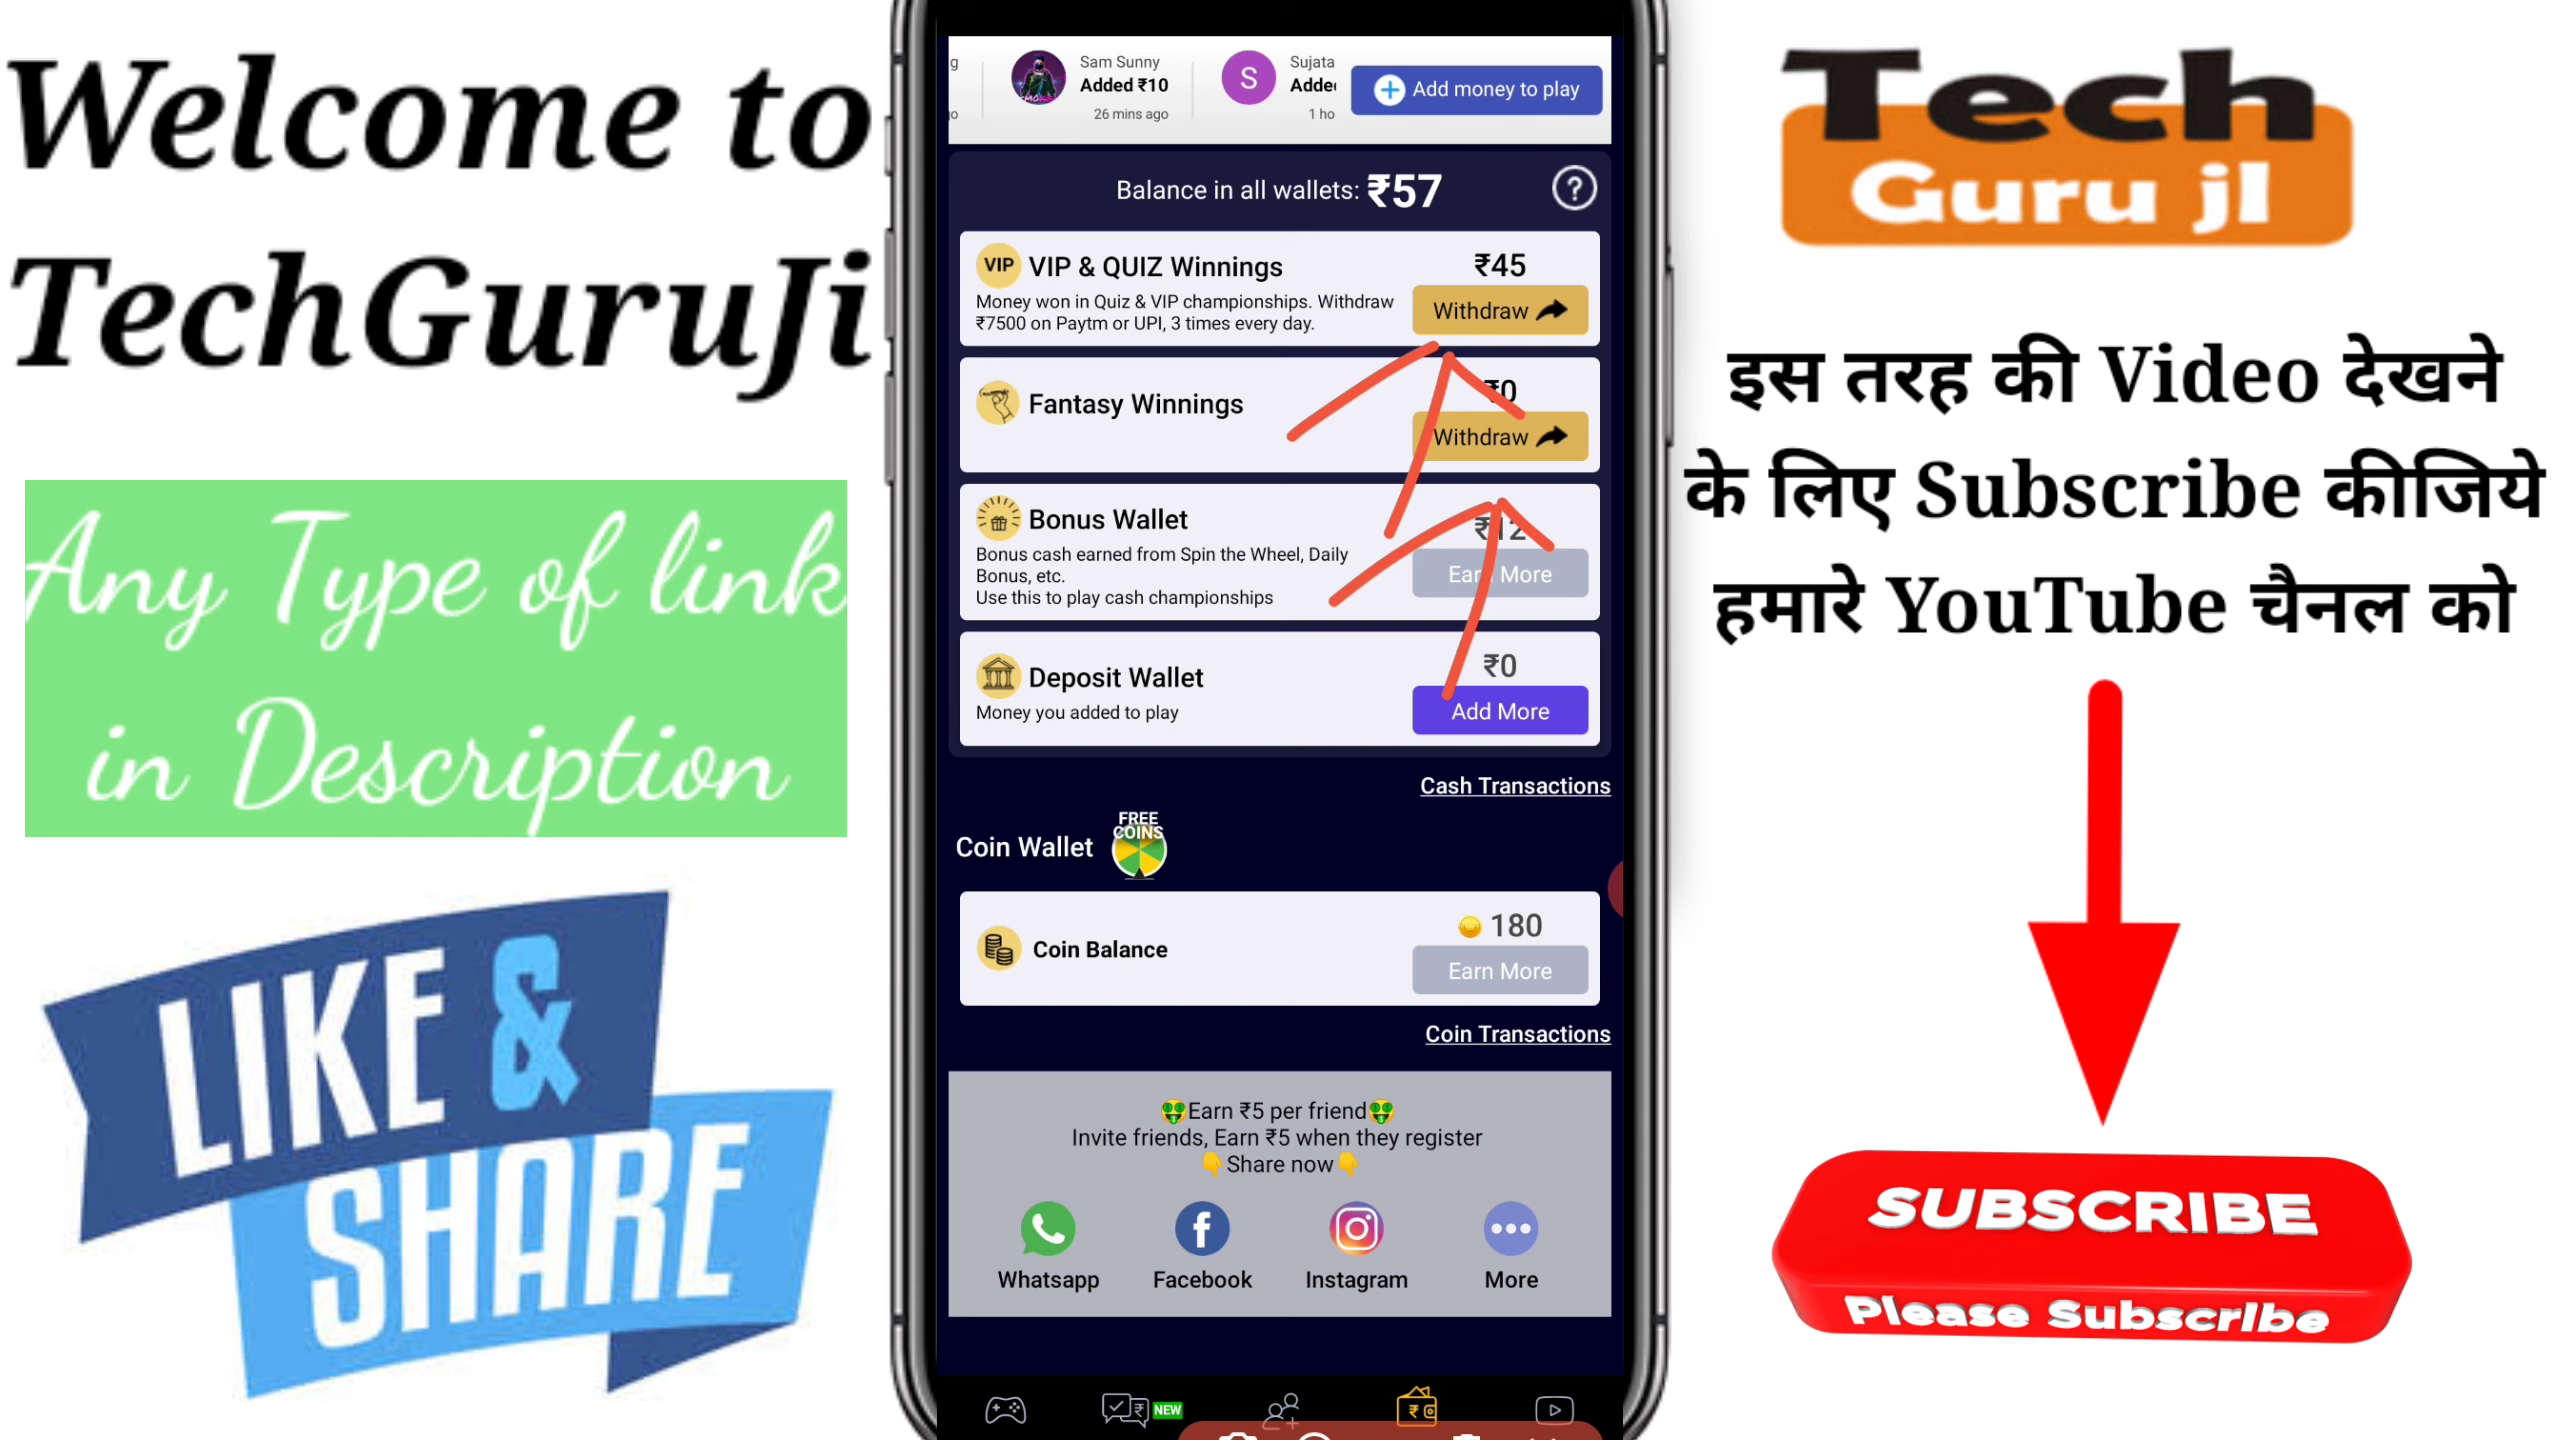 Welcome to
TechGuruJi
Any Type of link
in Description
LIKE &
SHARE
g
Sam Sunny
Added ₹10
26 mins ago
S
Sujata
Adde
1 ho
Add money to play
Balance in all wallets: ₹57
?
VIP
VIP & QUIZ Winnings
₹45
Money won in Quiz & VIP championships. Withdraw
₹7500 on Paytm or UPI, 3 times every day.
Withdraw
Fantasy Winnings
₹0
Withdraw
Bonus Wallet
₹12
Bonus cash earned from Spin the Wheel, Daily
Bonus, etc.
Use this to play cash championships
Earn More
Deposit Wallet
₹0
Money you added to play
Add More
Cash Transactions
Coin Wallet
FREE
COINS
Coin Balance
180
Earn More
Coin Transactions
Earn ₹5 per friend
Invite friends, Earn ₹5 when they register
Share now
Whatsapp
Facebook
Instagram
More
NEW
Tech
Guru jI
इस तरह की Video देखने
के लिए Subscribe कीजिये
हमारे YouTube चैनल को
SUBSCRIBE
Please Subscribe